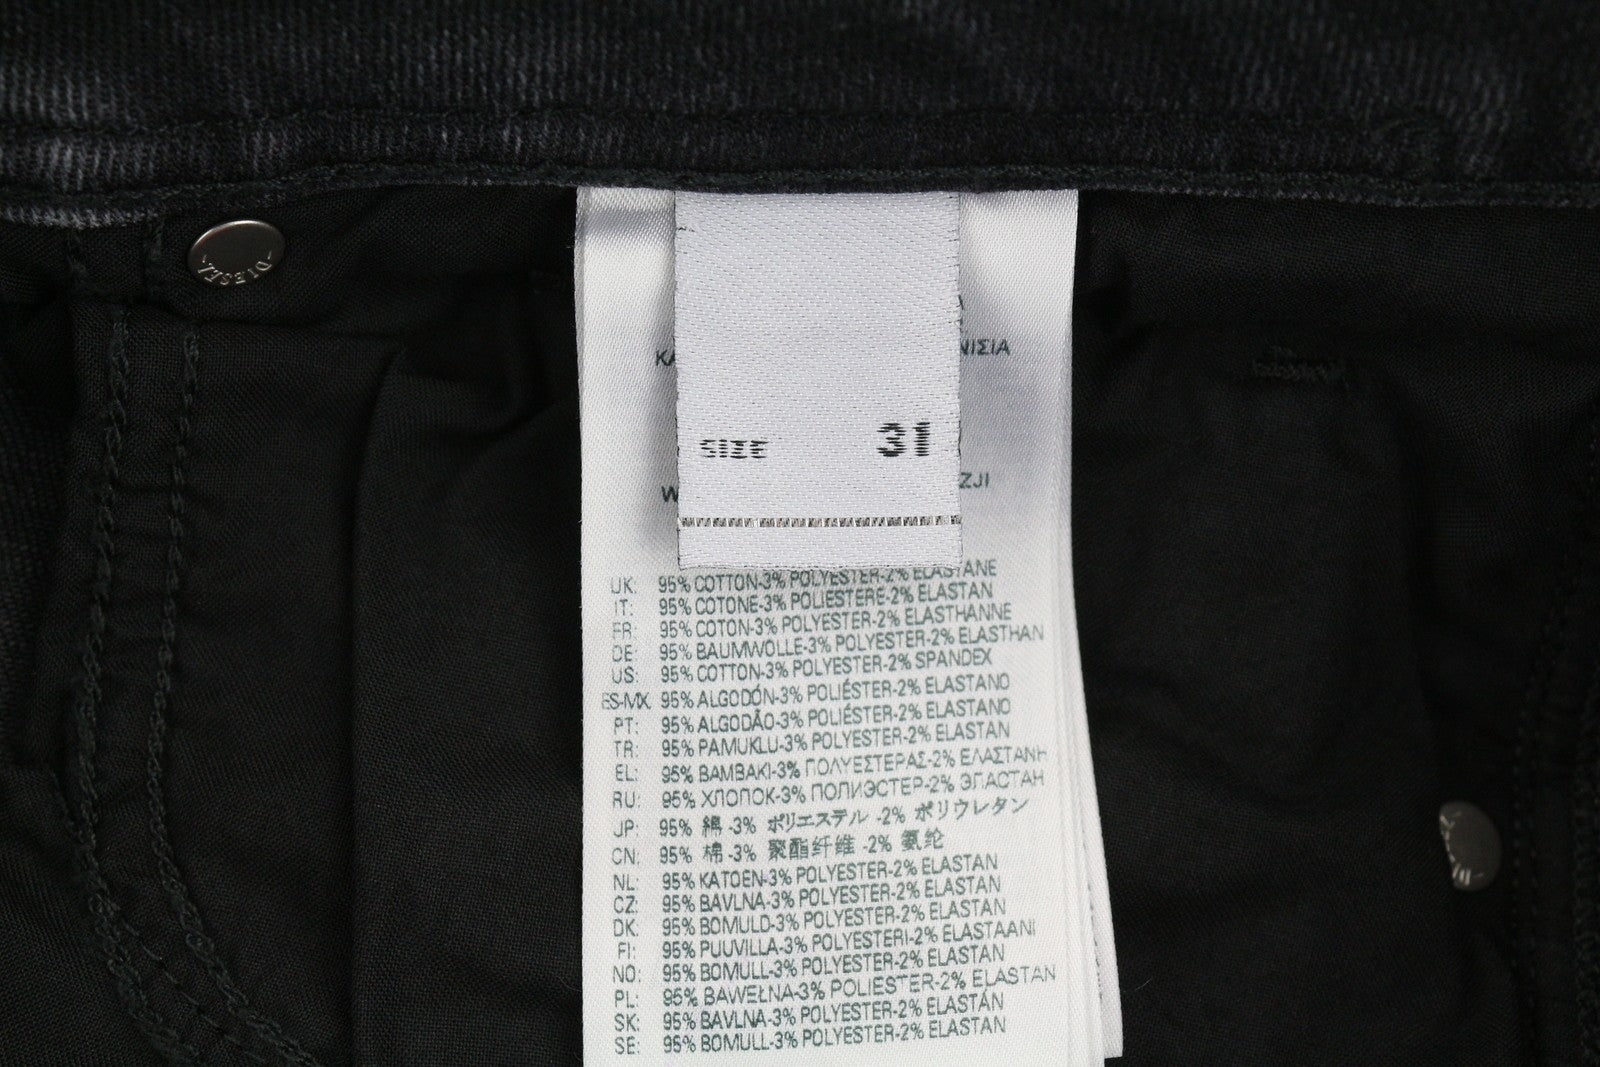 DIESEL
SIZE 31
ΝΙΣΙΑ
ZJI
UK: 95% COTTON-3% POLYESTER-2% ELASTANE
IT: 95% COTONE-3% POLIESTERE-2% ELASTAN
FR: 95% COTON-3% POLYESTER-2% ELASTHANNE
DE: 95% BAUMWOLLE-3% POLYESTER-2% ELASTHAN
US: 95% COTTON-3% POLYESTER-2% SPANDEX
ES-MX. 95% ALGODÓN-3% POLIÉSTER-2% ELASTANO
PT: 95% ALGODÃO-3% POLIÉSTER-2% ELASTANO
TR: 95% PAMUKLU-3% POLYESTER-2% ELASTAN
EL: 95% ΒΑΜΒΑΚΙ-3% ΠΟΛΥΕΣΤΕΡΑΣ-2% ΕΛΑΣΤΑΝΗ
RU: 95% ХЛОПОК-3% ПОЛИЭСТЕР-2% ЭЛАСТАН
JP: 95% 綿 -3% ポリエステル -2% ポリウレタン
CN: 95% 棉 -3% 聚酯纤维 -2% 氨纶
NL: 95% KATOEN-3% POLYESTER-2% ELASTAN
CZ: 95% BAVLNA-3% POLYESTER-2% ELASTAN
DK: 95% BOMULD-3% POLYESTER-2% ELASTAN
FI: 95% PUUVILLA-3% POLYESTERI-2% ELASTAANI
NO: 95% BOMULL-3% POLYESTER-2% ELASTAN
PL: 95% BAWEŁNA-3% POLIESTER-2% ELASTAN
SK: 95% BAVLNA-3% POLYESTER-2% ELASTÁN
SE: 95% BOMULL-3% POLYESTER-2% ELASTAN